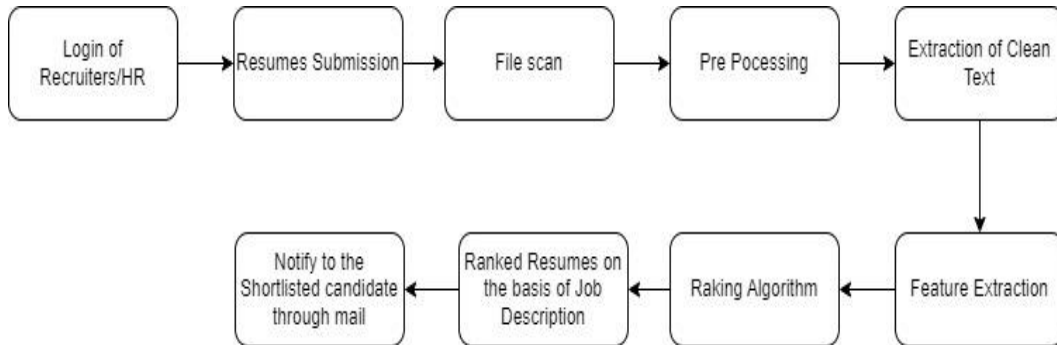 Login of
Recruiters/HR
Resumes Submission
File scan
Pre Pocessing
Extraction of Clean
Text
Feature Extraction
Raking Algorithm
Ranked Resumes on
the basis of Job
Description
Notify to the
Shortlisted candidate
through mail